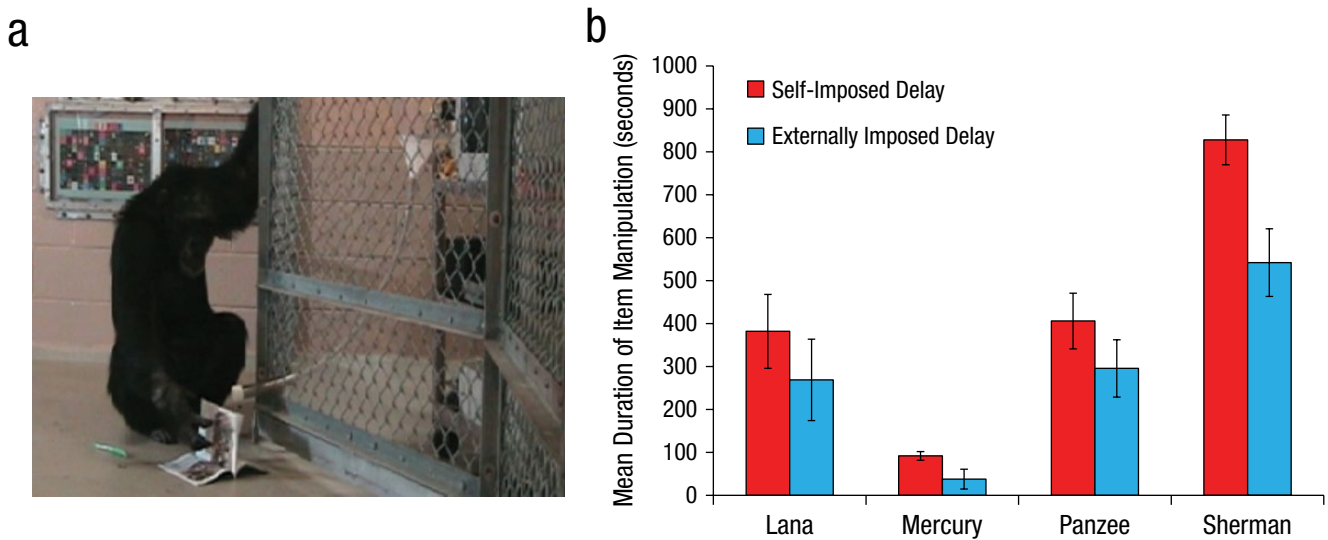 a
b
Mean Duration of Item Manipulation (seconds)
1000
900
800
700
600
500
400
300
200
100
0
Self-Imposed Delay
Externally Imposed Delay
Lana
Mercury
Panzee
Sherman